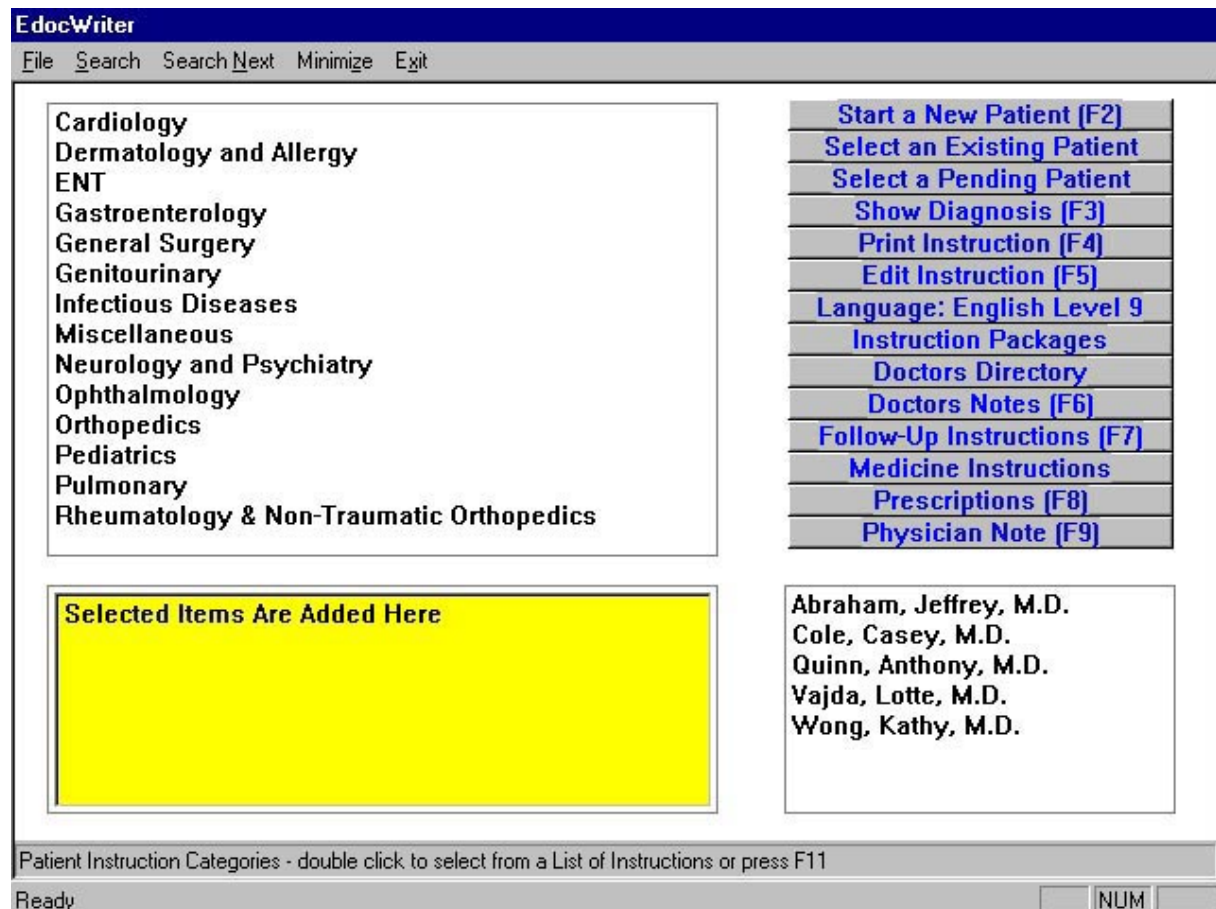 EdocWriter
File Search Search Next Minimize Exit
Cardiology
Dermatology and Allergy
ENT
Gastroenterology
General Surgery
Genitourinary
Infectious Diseases
Miscellaneous
Neurology and Psychiatry
Ophthalmology
Orthopedics
Pediatrics
Pulmonary
Rheumatology & Non-Traumatic Orthopedics
Start a New Patient (F2)
Select an Existing Patient
Select a Pending Patient
Show Diagnosis (F3)
Print Instruction (F4)
Edit Instruction (F5)
Language: English Level 9
Instruction Packages
Doctors Directory
Doctors Notes (F6)
Follow-Up Instructions (F7)
Medicine Instructions
Prescriptions (F8)
Physician Note (F9)
Selected Items Are Added Here
Abraham, Jeffrey, M.D.
Cole, Casey, M.D.
Quinn, Anthony, M.D.
Vajda, Lotte, M.D.
Wong, Kathy, M.D.
Patient Instruction Categories - double click to select from a List of Instructions or press F11
Ready NUM